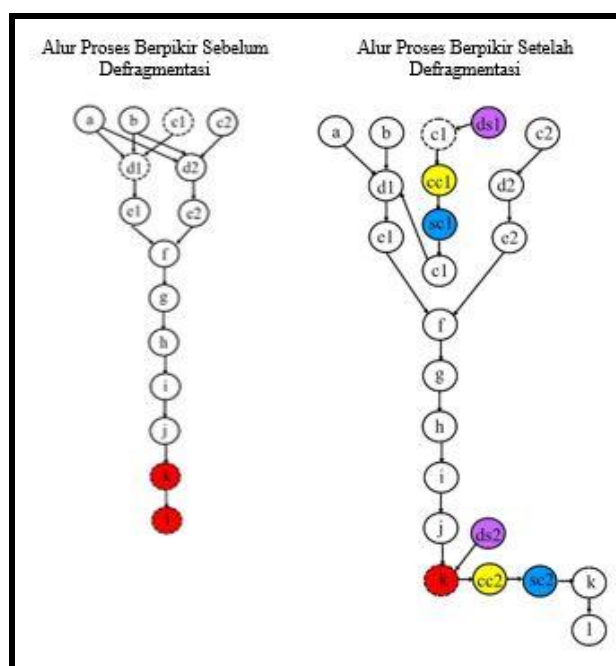 Alur Proses Berpikir Sebelum
Defragmentasi
a b c1 c2
d1 d2
e1 e2
f
g
h
i
j
k
l
Alur Proses Berpikir Setelah
Defragmentasi
a b c1 ds1 c2
d1 cc1 d2
e1 sc1 e2
c1
f
g
h
i
j ds2
k cc2 sc2 k
l